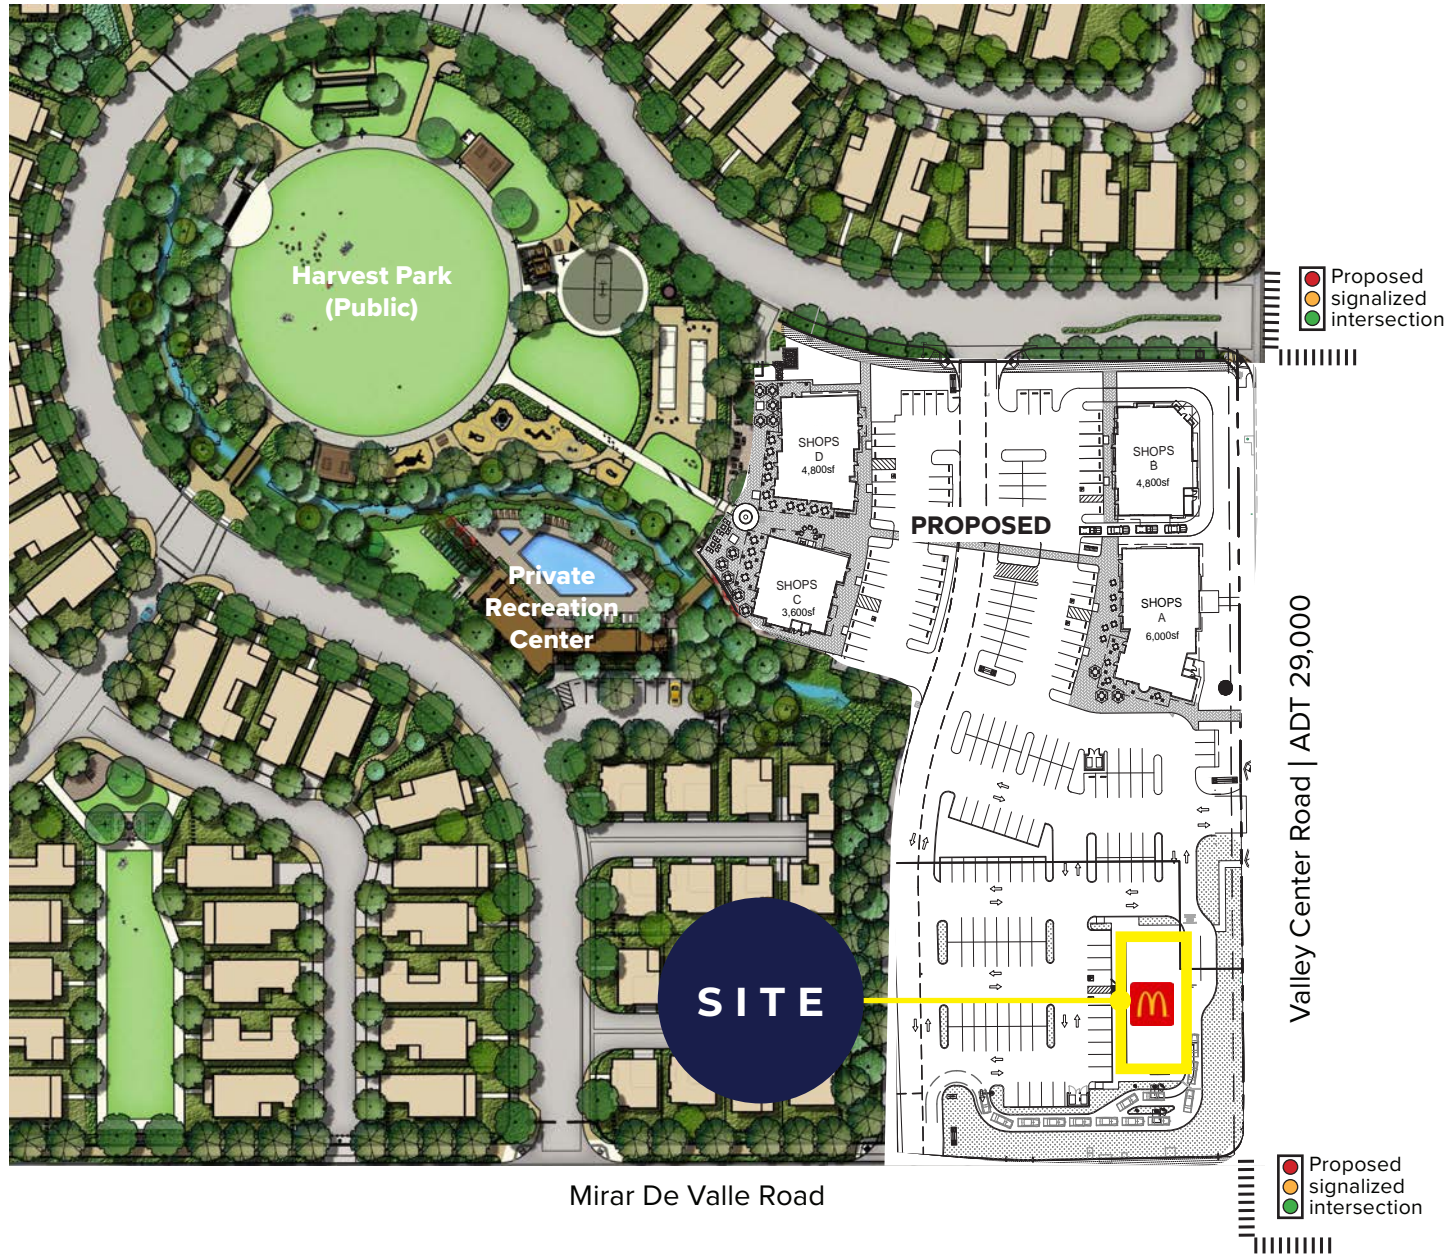 Harvest Park
(Public)
Proposed
signalized
intersection
SHOPS
D
4,800sf
SHOPS
B
4,800sf
PROPOSED
SHOPS
C
3,600sf
SHOPS
A
6,000sf
Private
Recreation
Center
Valley Center Road | ADT 29,000
SITE
M
Proposed
signalized
intersection
Mirar De Valle Road